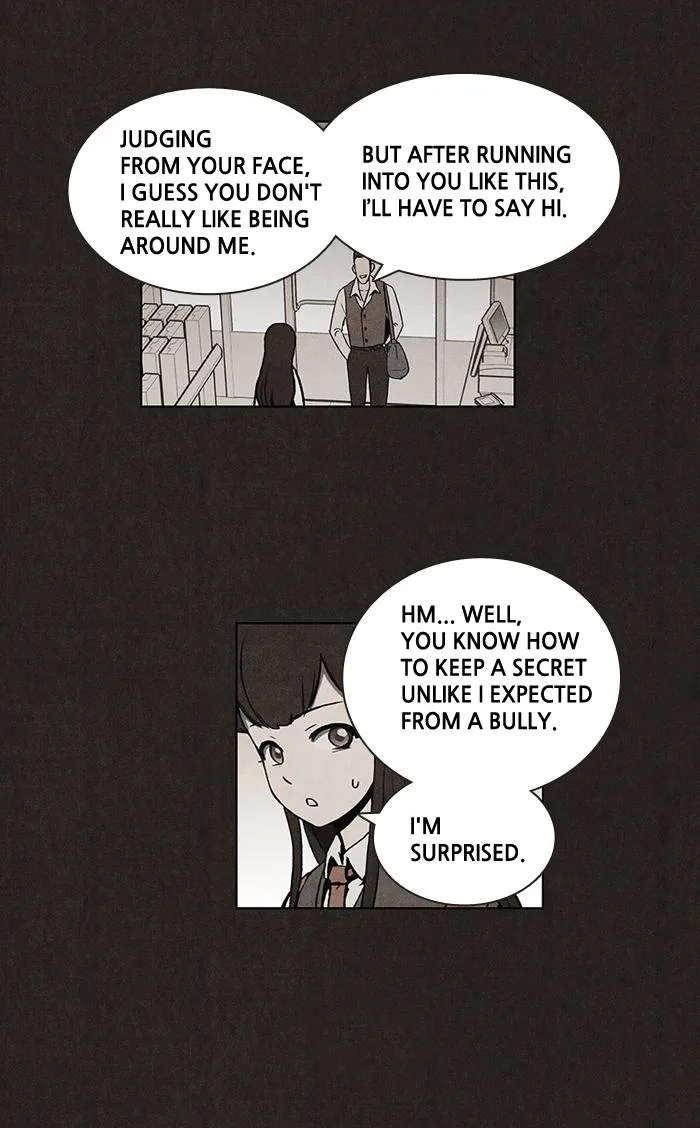 JUDGING
FROM YOUR FACE,
I GUESS YOU DON'T
REALLY LIKE BEING
AROUND ME.
BUT AFTER RUNNING
INTO YOU LIKE THIS,
I'LL HAVE TO SAY HI.
HM... WELL,
YOU KNOW HOW
TO KEEP A SECRET
UNLIKE I EXPECTED
FROM A BULLY.
I'M
SURPRISED.